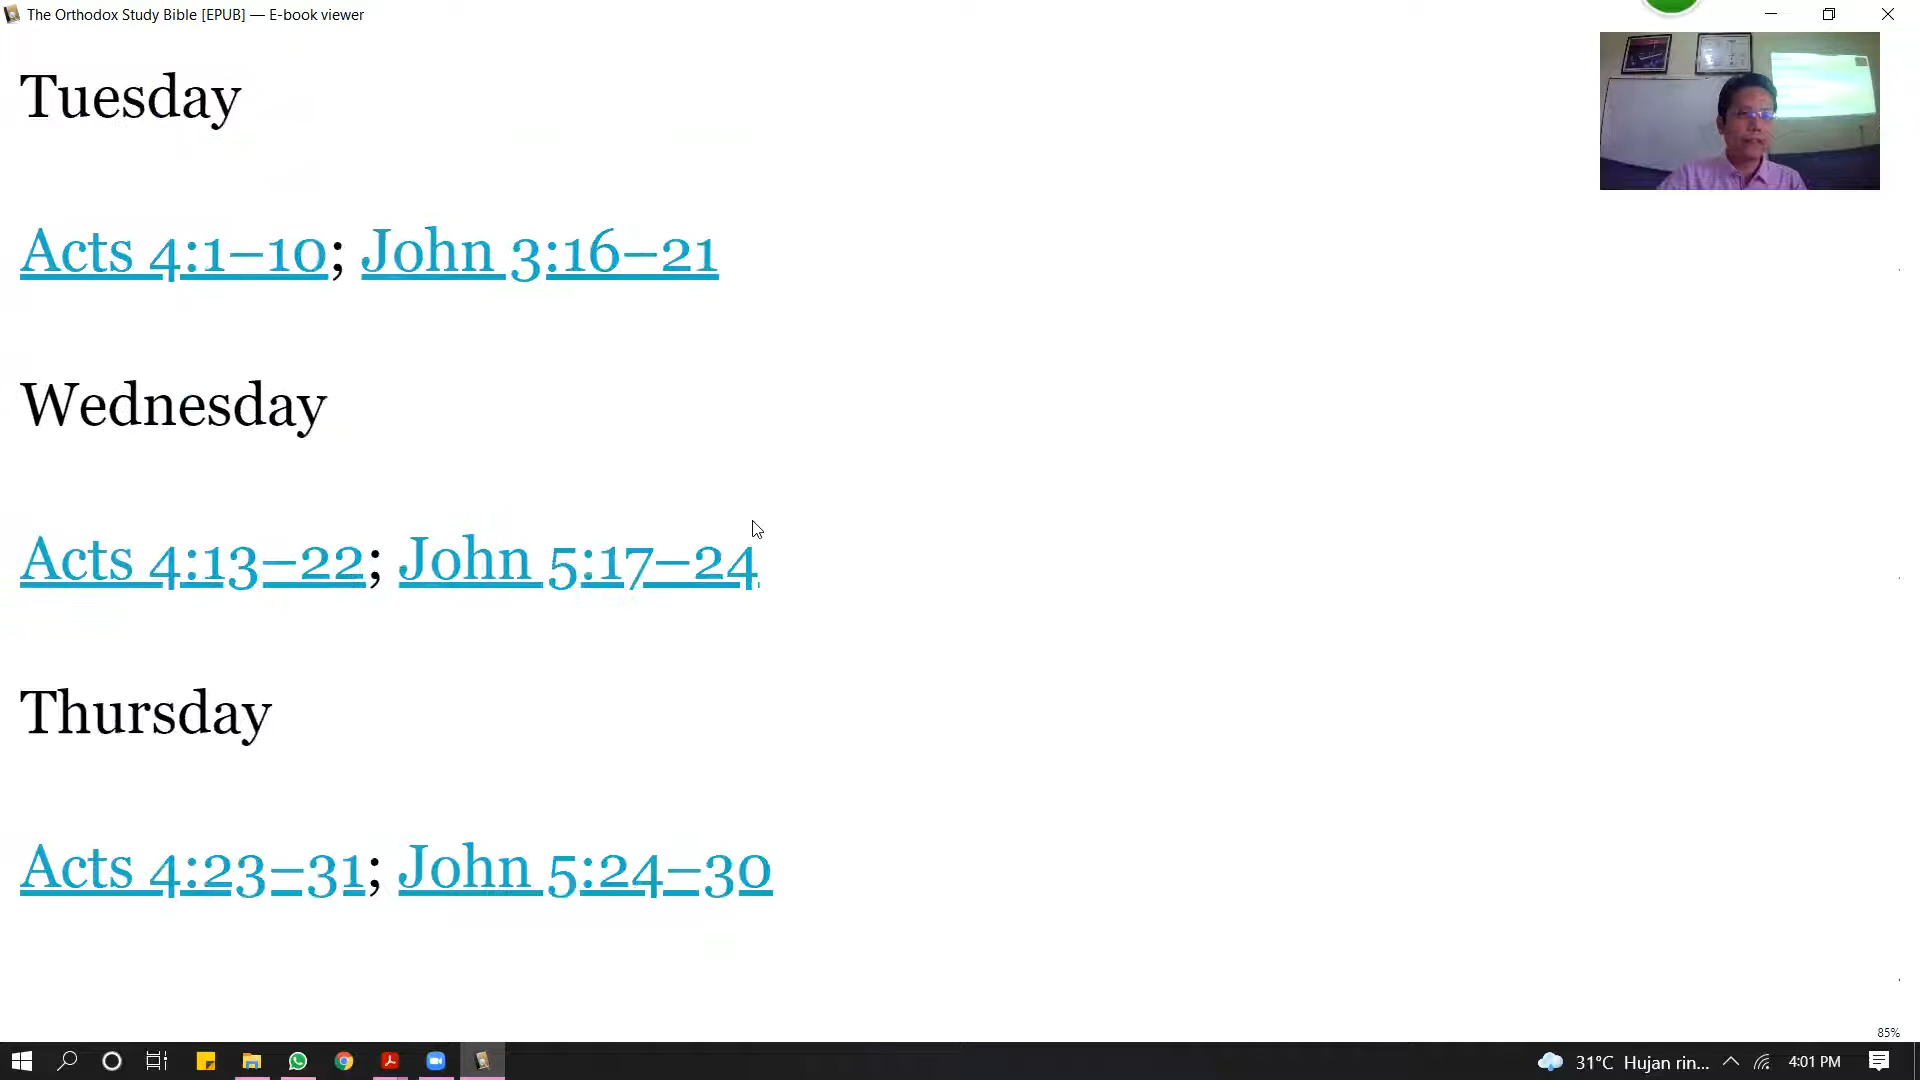 The Orthodox Study Bible [EPUB] — E-book viewer
Tuesday
Acts 4:1–10; John 3:16–21
Wednesday
Acts 4:13–22; John 5:17–24
Thursday
Acts 4:23–31; John 5:24–30
85%
31°C Hujan rin...
4:01 PM